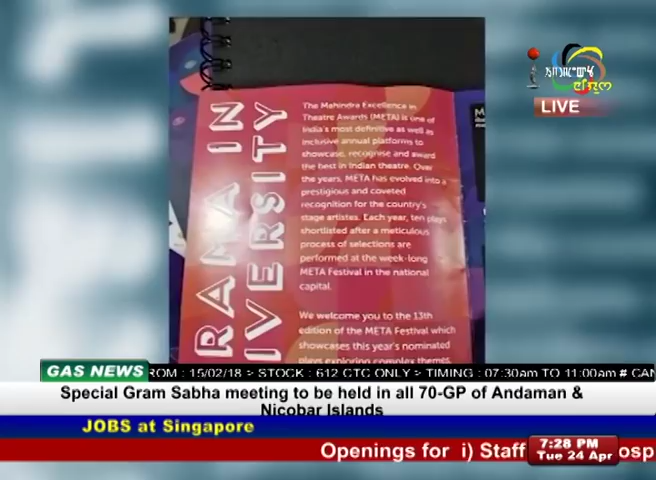 RAMA IN
IVERSITY
The Mahindra Excellence in
Theatre Awards (META) is one of
India's most definitive as well as
inclusive annual platforms to
showcase, recognise and award
the best in Indian theatre. Over
the years, META has evolved into a
prestigious and coveted
recognition for the country's
stage artistes. Each year, ten plays
shortlisted after a meticulous
process of selections are
performed at the week-long
META Festival in the national
capital.
We welcome you to the 13th
edition of the META Festival which
showcases this year's nominated
plays exploring complex themes,
LIVE
GAS NEWS
ROM : 15/02/18 > STOCK : 612 CTC ONLY > TIMING : 07:30am TO 11:00am # CAN
Special Gram Sabha meeting to be held in all 70-GP of Andaman &
Nicobar Islands
JOBS at Singapore
Openings for i) Staff
osp
7:28 PM
Tue 24 Apr